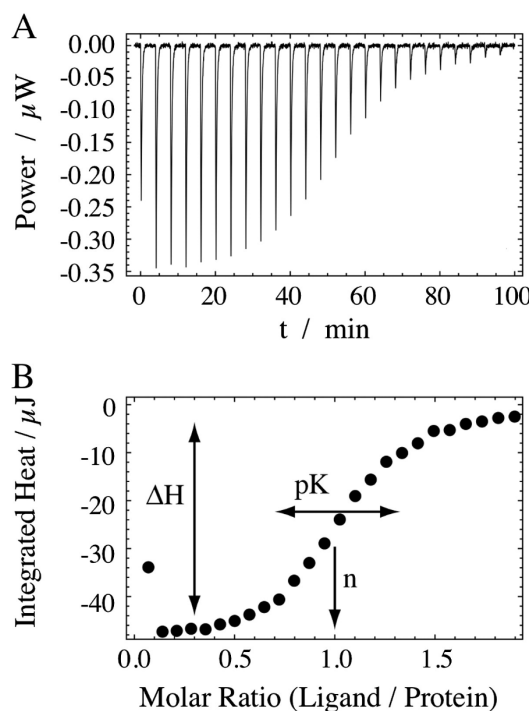 A
0.00
-0.05
-0.10
-0.15
-0.20
-0.25
-0.30
-0.35
Power / µW
0 20 40 60 80 100
t / min
B
0
-10
-20
-30
-40
Integrated Heat / µJ
ΔH
pK
n
0.0 0.5 1.0 1.5
Molar Ratio (Ligand / Protein)